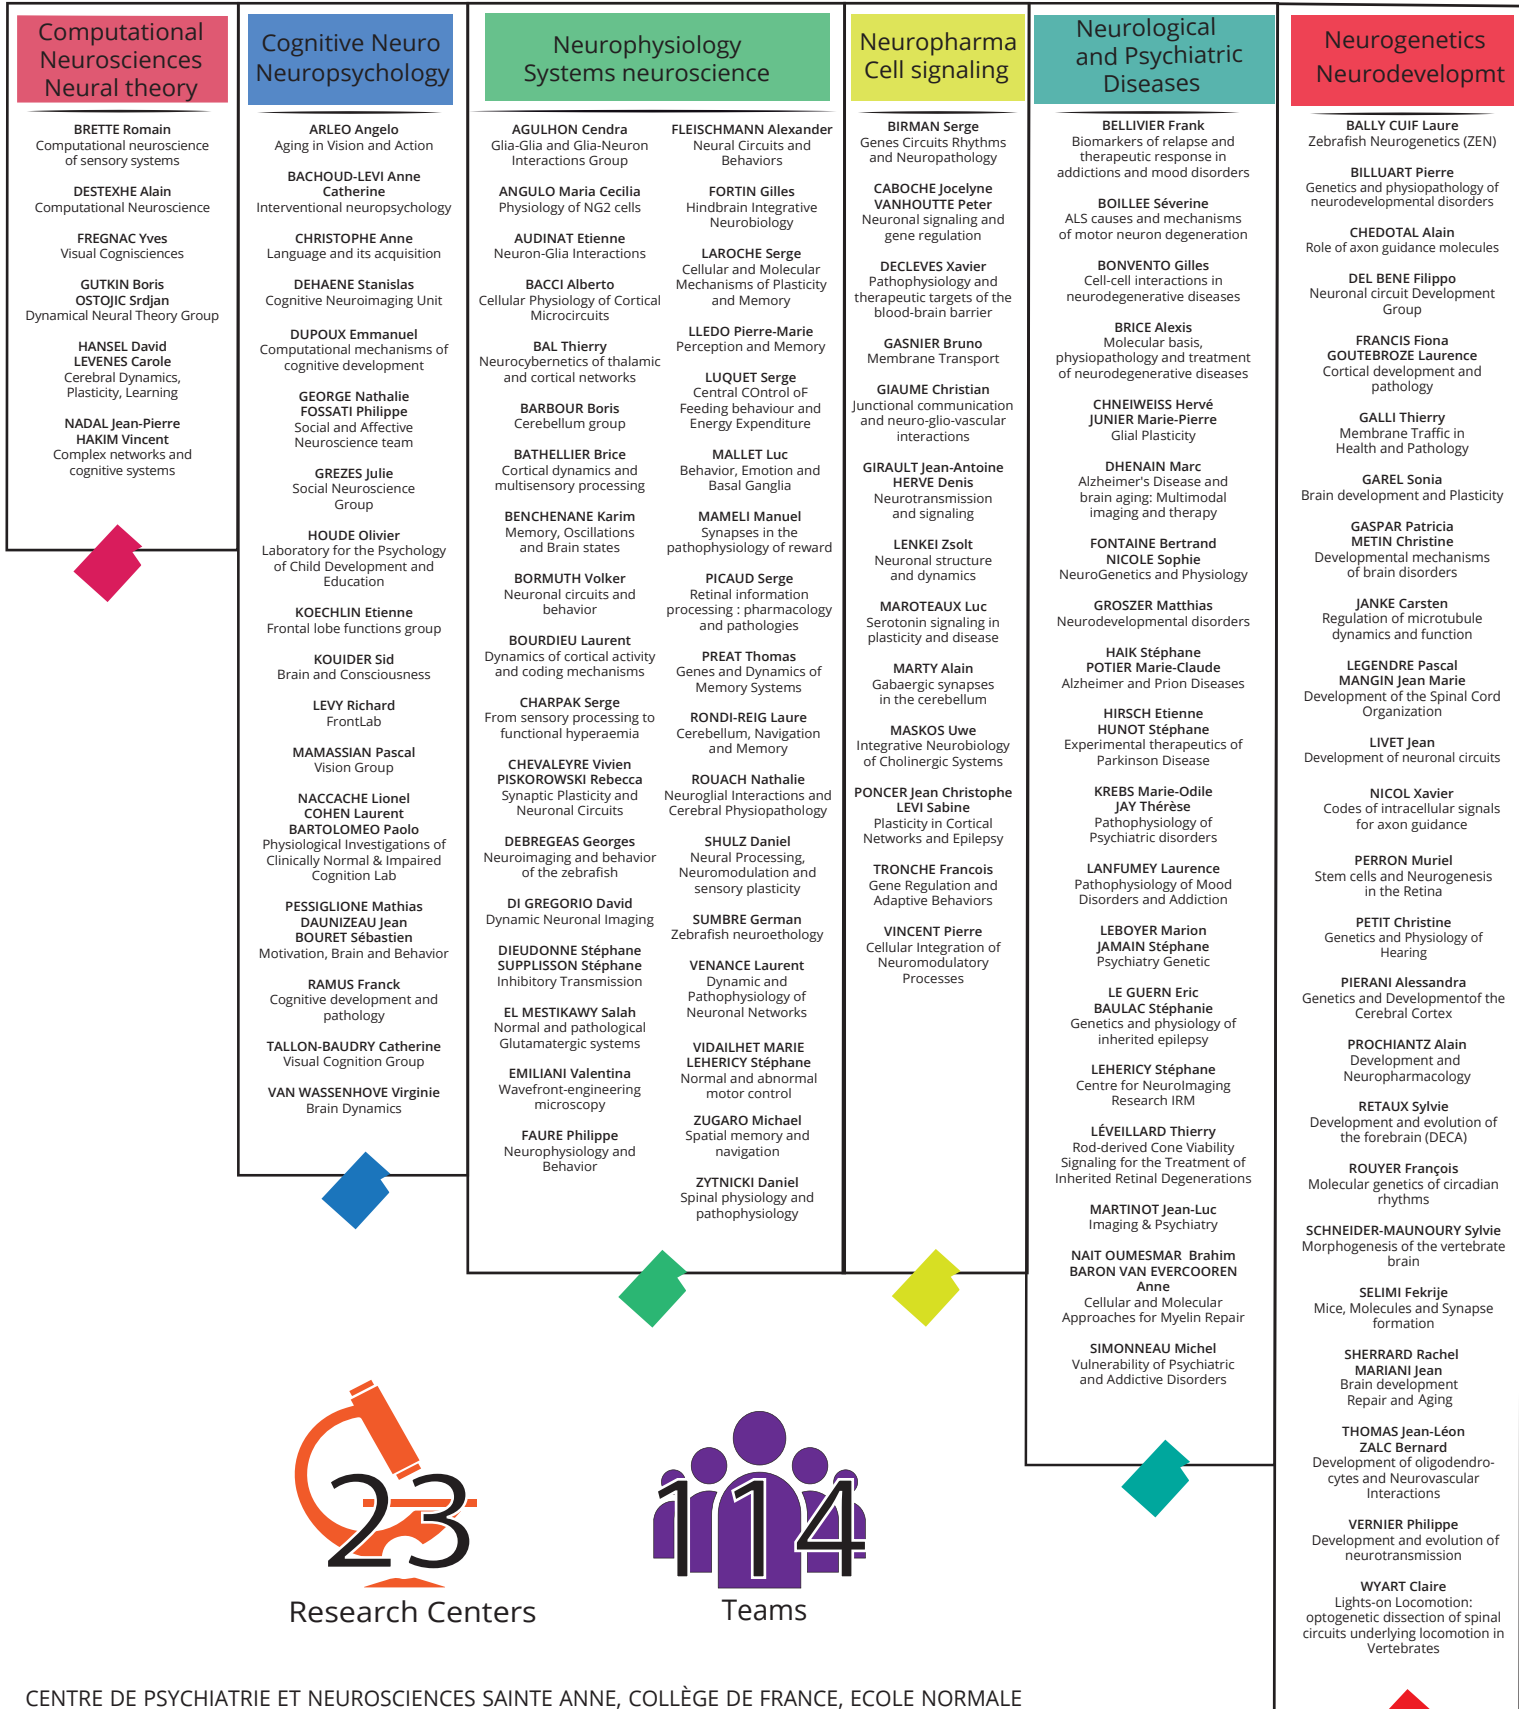 Computational
Neurosciences
Neural theory
BRETTE Romain
Computational neuroscience
of sensory systems
DESTEXHE Alain
Computational Neuroscience
FREGNAC Yves
Visual Cognisciences
GUTKIN Boris
OSTOJIC Srdjan
Dynamical Neural Theory Group
HANSEL David
LEVENES Carole
Cerebral Dynamics,
Plasticity, Learning
NADAL Jean-Pierre
HAKIM Vincent
Complex networks and
cognitive systems
Cognitive Neuro
Neuropsychology
ARLEO Angelo
Aging in Vision and Action
BACHOUD-LEVI Anne
Catherine
Interventional neuropsychology
CHRISTOPHE Anne
Language and its acquisition
DEHAENE Stanislas
Cognitive Neuroimaging Unit
DUPOUX Emmanuel
Computational mechanisms of
cognitive development
GEORGE Nathalie
FOSSATI Philippe
Social and Affective
Neuroscience team
GREZES Julie
Social Neuroscience
Group
HOUDE Olivier
Laboratory for the Psychology
of Child Development and
Education
KOECHLIN Etienne
Frontal lobe functions group
KOUIDER Sid
Brain and Consciousness
LEVY Richard
FrontLab
MAMASSIAN Pascal
Vision Group
NACCACHE Lionel
COHEN Laurent
BARTOLOMEO Paolo
Physiological Investigations of
Clinically Normal & Impaired
Cognition Lab
PESSIGLIONE Mathias
DAUNIZEAU Jean
BOURET Sébastien
Motivation, Brain and Behavior
RAMUS Franck
Cognitive development and
pathology
TALLON-BAUDRY Catherine
Visual Cognition Group
VAN WASSENHOVE Virginie
Brain Dynamics
Neurophysiology
Systems neuroscience
AGULHON Cendra
Glia-Glia and Glia-Neuron
Interactions Group
ANGULO Maria Cecilia
Physiology of NG2 cells
AUDINAT Etienne
Neuron-Glia Interactions
BACCI Alberto
Cellular Physiology of Cortical
Microcircuits
BAL Thierry
Neurocybernetics of thalamic
and cortical networks
BARBOUR Boris
Cerebellum group
BATHELLIER Brice
Cortical dynamics and
multisensory processing
BENCHENANE Karim
Memory, Oscillations
and Brain states
BORMUTH Volker
Neuronal circuits and
behavior
BOURDIEU Laurent
Dynamics of cortical activity
and coding mechanisms
CHARPAK Serge
From sensory processing to
functional hyperaemia
CHEVALEYRE Vivien
PISKOROWSKI Rebecca
Synaptic Plasticity and
Neuronal Circuits
DEBREGEAS Georges
Neuroimaging and behavior
of the zebrafish
DI GREGORIO David
Dynamic Neuronal Imaging
DIEUDONNE Stéphane
SUPPLISSON Stéphane
Inhibitory Transmission
EL MESTIKAWY Salah
Normal and pathological
Glutamatergic systems
EMILIANI Valentina
Wavefront-engineering
microscopy
FAURE Philippe
Neurophysiology and
Behavior
FLEISCHMANN Alexander
Neural Circuits and
Behaviors
FORTIN Gilles
Hindbrain Integrative
Neurobiology
LAROCHE Serge
Cellular and Molecular
Mechanisms of Plasticity
and Memory
LLEDO Pierre-Marie
Perception and Memory
LUQUET Serge
Central COntrol oF
Feeding behaviour and
Energy Expenditure
MALLET Luc
Behavior, Emotion and
Basal Ganglia
MAMELI Manuel
Synapses in the
pathophysiology of reward
PICAUD Serge
Retinal information
processing : pharmacology
and pathologies
PREAT Thomas
Genes and Dynamics of
Memory Systems
RONDI-REIG Laure
Cerebellum, Navigation
and Memory
ROUACH Nathalie
Neuroglial Interactions and
Cerebral Physiopathology
SHULZ Daniel
Neural Processing,
Neuromodulation and
sensory plasticity
SUMBRE German
Zebrafish neuroethology
VENANCE Laurent
Dynamic and
Pathophysiology of
Neuronal Networks
VIDAILHET MARIE
LEHERICY Stéphane
Normal and abnormal
motor control
ZUGARO Michael
Spatial memory and
navigation
ZYTNICKI Daniel
Spinal physiology and
pathophysiology
Neuropharma
Cell signaling
BIRMAN Serge
Genes Circuits Rhythms
and Neuropathology
CABOCHE Jocelyne
VANHOUTTE Peter
Neuronal signaling and
gene regulation
DECLEVES Xavier
Pathophysiology and
therapeutic targets of the
blood-brain barrier
GASNIER Bruno
Membrane Transport
GIAUME Christian
Junctional communication
and neuro-glio-vascular
interactions
GIRAULT Jean-Antoine
HERVE Denis
Neurotransmission
and signaling
LENKEI Zsolt
Neuronal structure
and dynamics
MAROTEAUX Luc
Serotonin signaling in
plasticity and disease
MARTY Alain
Gabaergic synapses
in the cerebellum
MASKOS Uwe
Integrative Neurobiology
of Cholinergic Systems
PONCER Jean Christophe
LEVI Sabine
Plasticity in Cortical
Networks and Epilepsy
TRONCHE Francois
Gene Regulation and
Adaptive Behaviors
VINCENT Pierre
Cellular Integration of
Neuromodulatory
Processes
Neurological
and Psychiatric
Diseases
BELLIVIER Frank
Biomarkers of relapse and
therapeutic response in
addictions and mood disorders
BOILLEE Séverine
ALS causes and mechanisms
of motor neuron degeneration
BONVENTO Gilles
Cell-cell interactions in
neurodegenerative diseases
BRICE Alexis
Molecular basis,
physiopathology and treatment
of neurodegenerative diseases
CHNEIWEISS Hervé
JUNIER Marie-Pierre
Glial Plasticity
DHENAIN Marc
Alzheimer's Disease and
brain aging: Multimodal
imaging and therapy
FONTAINE Bertrand
NICOLE Sophie
NeuroGenetics and Physiology
GROSZER Matthias
Neurodevelopmental disorders
HAIK Stéphane
POTIER Marie-Claude
Alzheimer and Prion Diseases
HIRSCH Etienne
HUNOT Stéphane
Experimental therapeutics of
Parkinson Disease
KREBS Marie-Odile
JAY Thérèse
Pathophysiology of
Psychiatric disorders
LANFUMEY Laurence
Pathophysiology of Mood
Disorders and Addiction
LEBOYER Marion
JAMAIN Stéphane
Psychiatry Genetic
LE GUERN Eric
BAULAC Stéphanie
Genetics and physiology of
inherited epilepsy
LEHERICY Stéphane
Centre for NeuroImaging
Research IRM
LÉVEILLARD Thierry
Rod-derived Cone Viability
Signaling for the Treatment of
Inherited Retinal Degenerations
MARTINOT Jean-Luc
Imaging & Psychiatry
NAIT OUMESMAR Brahim
BARON VAN EVERCOOREN
Anne
Cellular and Molecular
Approaches for Myelin Repair
SIMONNEAU Michel
Vulnerability of Psychiatric
and Addictive Disorders
Neurogenetics
Neurodevelopmt
BALLY CUIF Laure
Zebrafish Neurogenetics (ZEN)
BILLUART Pierre
Genetics and physiopathology of
neurodevelopmental disorders
CHEDOTAL Alain
Role of axon guidance molecules
DEL BENE Filippo
Neuronal circuit Development
Group
FRANCIS Fiona
GOUTEBROZE Laurence
Cortical development and
pathology
GALLI Thierry
Membrane Traffic in
Health and Pathology
GAREL Sonia
Brain development and Plasticity
GASPAR Patricia
METIN Christine
Developmental mechanisms
of brain disorders
JANKE Carsten
Regulation of microtubule
dynamics and function
LEGENDRE Pascal
MANGIN Jean Marie
Development of the Spinal Cord
Organization
LIVET Jean
Development of neuronal circuits
NICOL Xavier
Codes of intracellular signals
for axon guidance
PERRON Muriel
Stem cells and Neurogenesis
in the Retina
PETIT Christine
Genetics and Physiology of
Hearing
PIERANI Alessandra
Genetics and Developmentof the
Cerebral Cortex
PROCHIANTZ Alain
Development and
Neuropharmacology
RETAUX Sylvie
Development and evolution of
the forebrain (DECA)
ROUYER François
Molecular genetics of circadian
rhythms
SCHNEIDER-MAUNOURY Sylvie
Morphogenesis of the vertebrate
brain
SELIMI Fekrije
Mice, Molecules and Synapse
formation
SHERRARD Rachel
MARIANI Jean
Brain development
Repair and Aging
THOMAS Jean-Léon
ZALC Bernard
Development of oligodendro-
cytes and Neurovascular
Interactions
VERNIER Philippe
Development and evolution of
neurotransmission
WYART Claire
Lights-on Locomotion:
optogenetic dissection of spinal
circuits underlying locomotion in
Vertebrates
23
Research Centers
114
Teams
CENTRE DE PSYCHIATRIE ET NEUROSCIENCES SAINTE ANNE, COLLÈGE DE FRANCE, ECOLE NORMALE